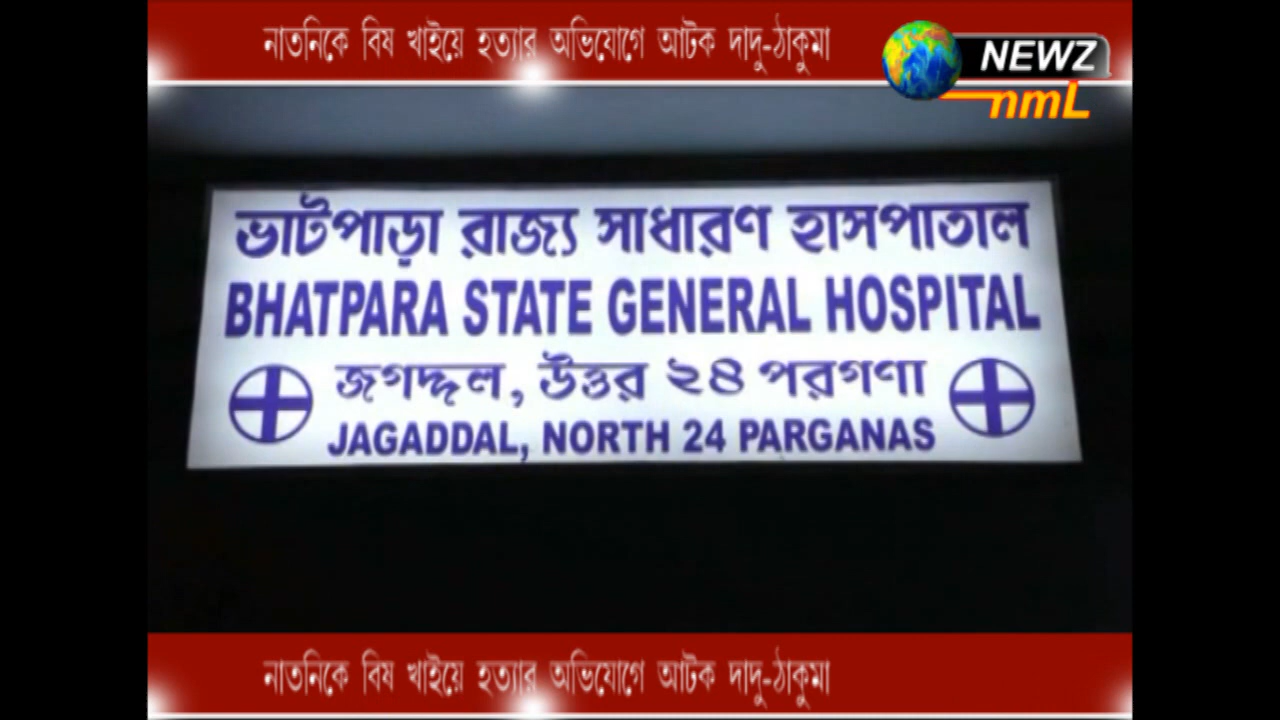 নাতনিকে বিষ খাইয়ে হত্যার অভিযোগে আটক দাদু-ঠাকুমা
NEWZ
nmL
ভাটপাড়া রাজ্য সাধারণ হাসপাতাল
BHATPARA STATE GENERAL HOSPITAL
জগদ্দল, উত্তর ২৪ পরগণা
JAGADDAL, NORTH 24 PARGANAS
নাতনিকে বিষ খাইয়ে হত্যার অভিযোগে আটক দাদু-ঠাকুমা